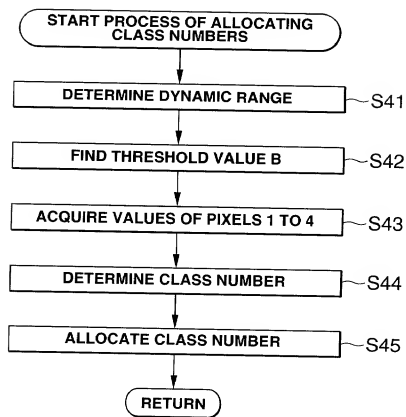 START PROCESS OF ALLOCATING
CLASS NUMBERS
DETERMINE DYNAMIC RANGE
S41
FIND THRESHOLD VALUE B
S42
ACQUIRE VALUES OF PIXELS 1 TO 4
S43
DETERMINE CLASS NUMBER
S44
ALLOCATE CLASS NUMBER
S45
RETURN